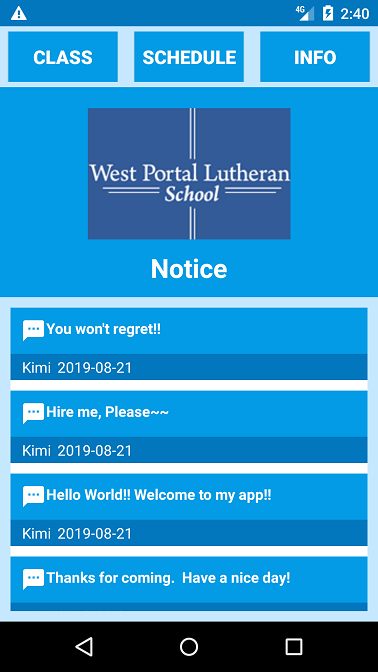 4G 2:40
CLASS SCHEDULE INFO
West Portal Lutheran
School
Notice
You won't regret!!
Kimi 2019-08-21
Hire me, Please~~
Kimi 2019-08-21
Hello World!! Welcome to my app!!
Kimi 2019-08-21
Thanks for coming.  Have a nice day!